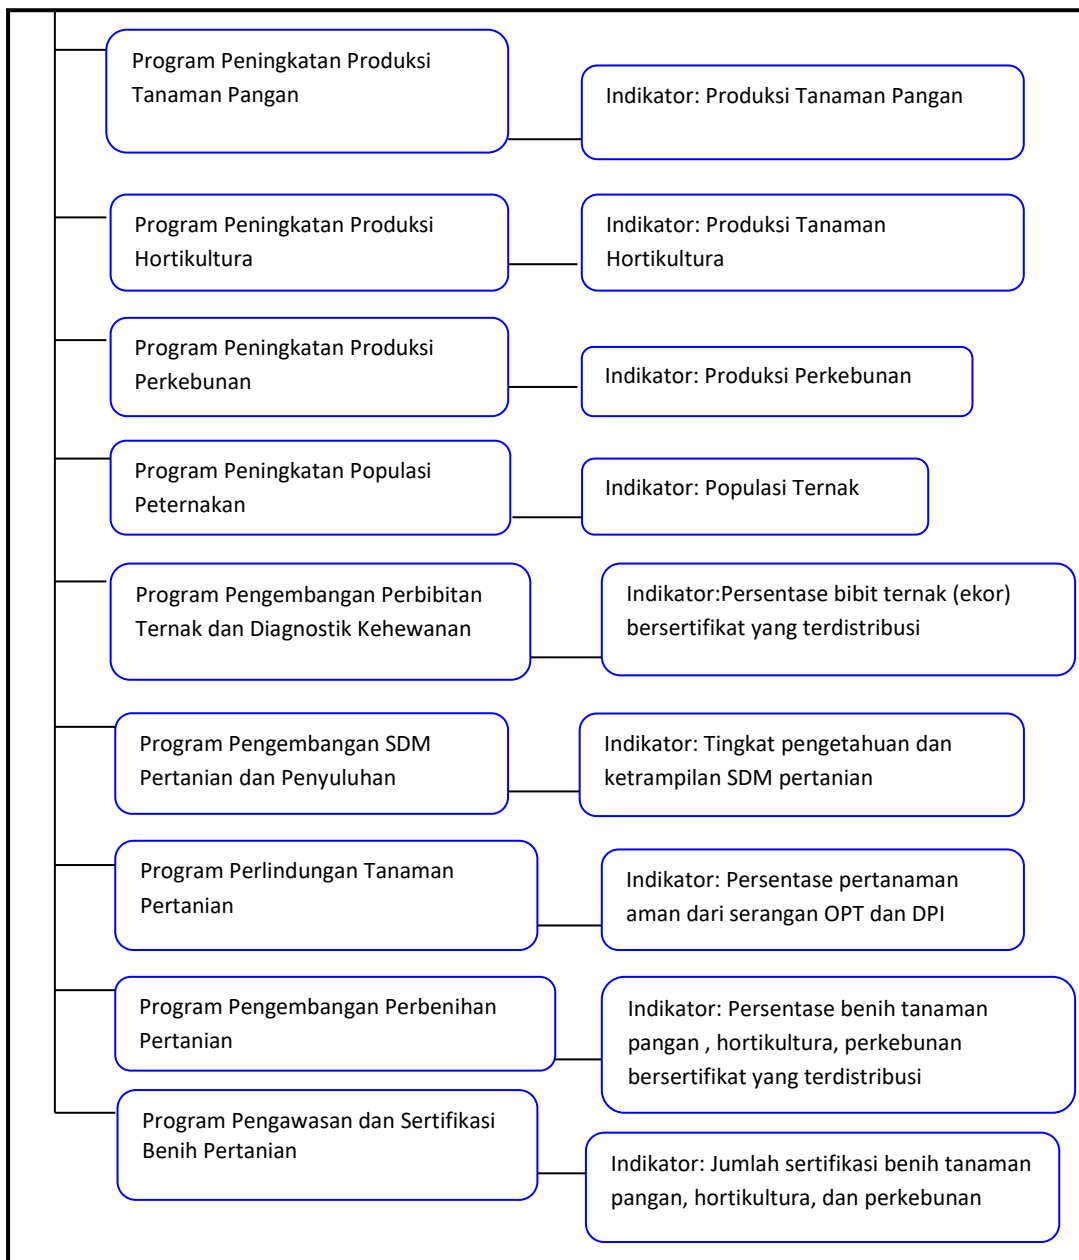 Program Peningkatan Produksi
Tanaman Pangan
Indikator: Produksi Tanaman Pangan
Program Peningkatan Produksi
Hortikultura
Indikator: Produksi Tanaman
Hortikultura
Program Peningkatan Produksi
Perkebunan
Indikator: Produksi Perkebunan
Program Peningkatan Populasi
Peternakan
Indikator: Populasi Ternak
Program Pengembangan Perbibitan
Ternak dan Diagnostik Kehewanan
Indikator:Persentase bibit ternak (ekor)
bersertifikat yang terdistribusi
Program Pengembangan SDM
Pertanian dan Penyuluhan
Indikator: Tingkat pengetahuan dan
ketrampilan SDM pertanian
Program Perlindungan Tanaman
Pertanian
Indikator: Persentase pertanaman
aman dari serangan OPT dan DPI
Program Pengembangan Perbenihan
Pertanian
Indikator: Persentase benih tanaman
pangan , hortikultura, perkebunan
bersertifikat yang terdistribusi
Program Pengawasan dan Sertifikasi
Benih Pertanian
Indikator: Jumlah sertifikasi benih tanaman
pangan, hortikultura, dan perkebunan